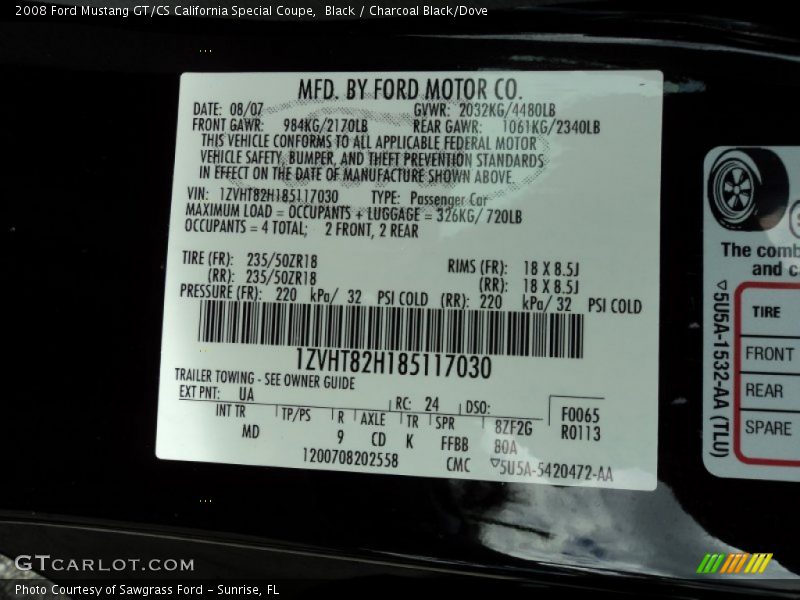 2008 Ford Mustang GT/CS California Special Coupe,  Black / Charcoal Black/Dove
MFD. BY FORD MOTOR CO.
DATE: 08/07 GVWR: 2032KG/4480LB
FRONT GAWR: 984KG/2170LB REAR GAWR: 1061KG/2340LB
THIS VEHICLE CONFORMS TO ALL APPLICABLE FEDERAL MOTOR
VEHICLE SAFETY, BUMPER, AND THEFT PREVENTION STANDARDS
IN EFFECT ON THE DATE OF MANUFACTURE SHOWN ABOVE.
VIN: 1ZVHT82H185117030 TYPE: Passenger Car
MAXIMUM LOAD = OCCUPANTS + LUGGAGE = 326KG/ 720LB
OCCUPANTS = 4 TOTAL; 2 FRONT, 2 REAR
TIRE (FR): 235/50ZR18 RIMS (FR): 18 X 8.5J
(RR): 235/50ZR18 (RR): 18 X 8.5J
PRESSURE (FR): 220 kPa/ 32 PSI COLD (RR): 220 kPa/ 32 PSI COLD
1ZVHT82H185117030
TRAILER TOWING - SEE OWNER GUIDE
EXT PNT: UA RC: 24 DSO: F0065
INT TR TP/PS R AXLE TR SPR 8ZF2G R0113
MD 9 CD K FFBB 80A
1200708202558 CMC ▽5U5A-5420472-AA
The comb
and c
▽5U5A-1532-AA (TLU)
TIRE
FRONT
REAR
SPARE
GTCARLOT.COM
Photo Courtesy of Sawgrass Ford - Sunrise, FL